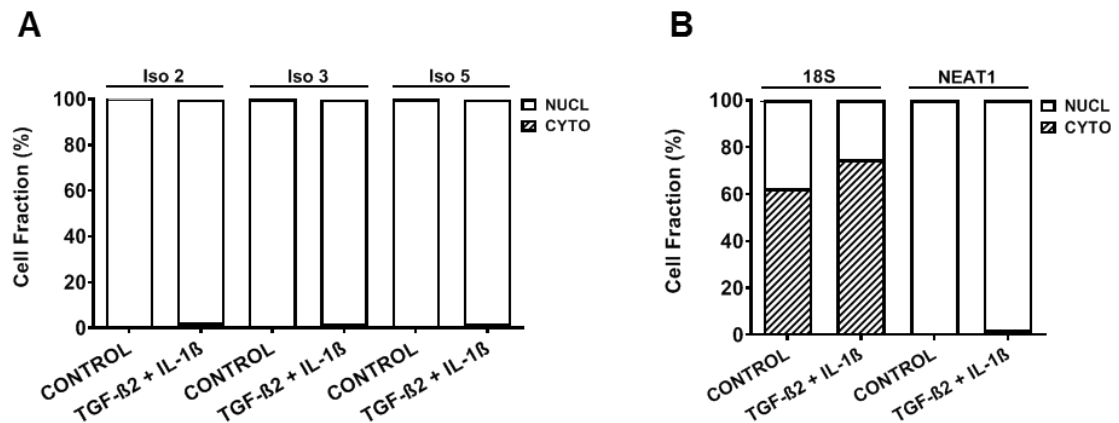 A
Iso 2 Iso 3 Iso 5
Cell Fraction (%)
100
80
60
40
20
0
NUCL
CYTO
CONTROL
TGF-ß2 + IL-1ß
CONTROL
TGF-ß2 + IL-1ß
CONTROL
TGF-ß2 + IL-1ß
B
18S NEAT1
Cell Fraction (%)
100
80
60
40
20
0
NUCL
CYTO
CONTROL
TGF-ß2 + IL-1ß
CONTROL
TGF-ß2 + IL-1ß